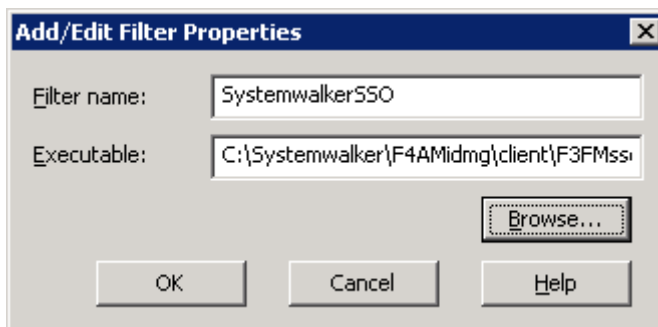 Add/Edit Filter Properties
Filter name:
SystemwalkerSSO
Executable:
C:\Systemwalker\F4AMidmg\client\F3FMss
Browse...
OK
Cancel
Help